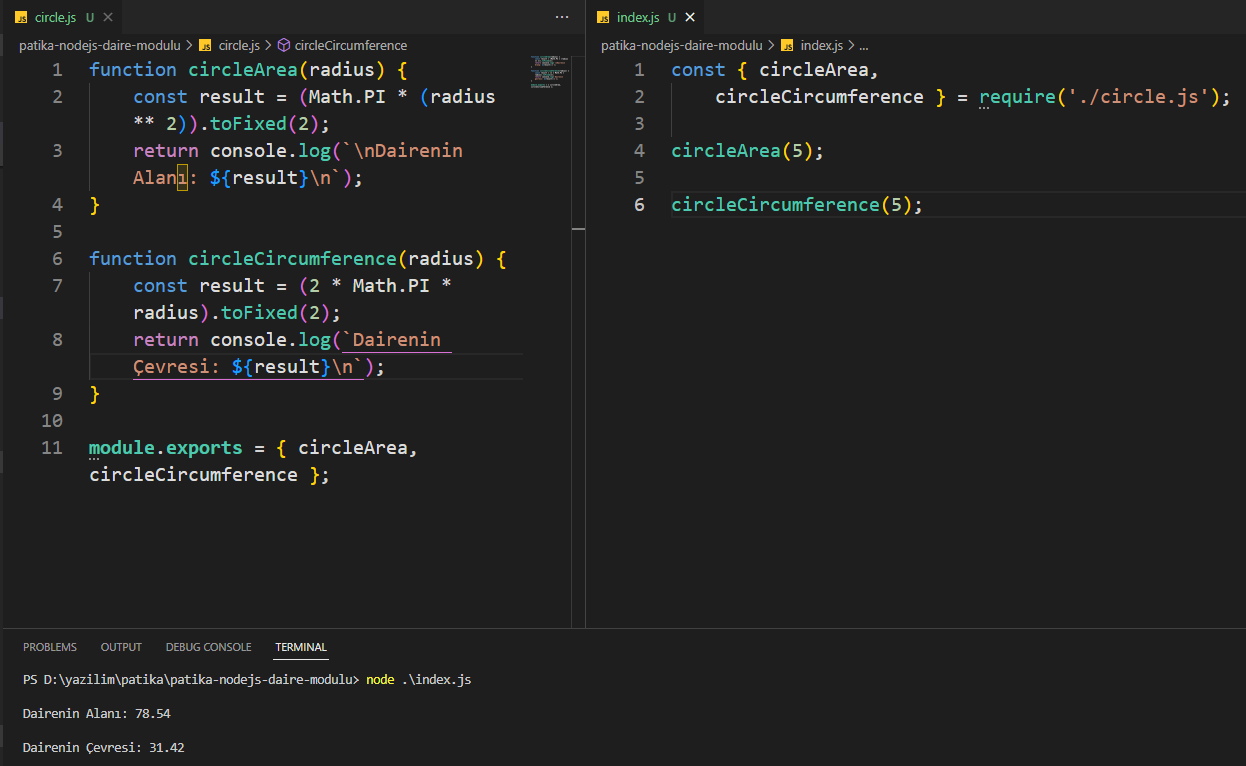 JS circle.js U ×
patika-nodejs-daire-modulu > JS circle.js > circleCircumference
1 function circleArea(radius) {
2 const result = (Math.PI * (radius
** 2)).toFixed(2);
3 return console.log(`\nDairenin
Alanı: ${result}\n`);
4 }
5
6 function circleCircumference(radius) {
7 const result = (2 * Math.PI *
radius).toFixed(2);
8 return console.log(`Dairenin
Çevresi: ${result}\n`);
9 }
10
11 module.exports = { circleArea,
circleCircumference };
JS index.js U ×
patika-nodejs-daire-modulu > JS index.js > ...
1 const { circleArea,
2 circleCircumference } = require('./circle.js');
3
4 circleArea(5);
5
6 circleCircumference(5);
PROBLEMS OUTPUT DEBUG CONSOLE TERMINAL
PS D:\yazilim\patika\patika-nodejs-daire-modulu> node .\index.js
Dairenin Alanı: 78.54
Dairenin Çevresi: 31.42